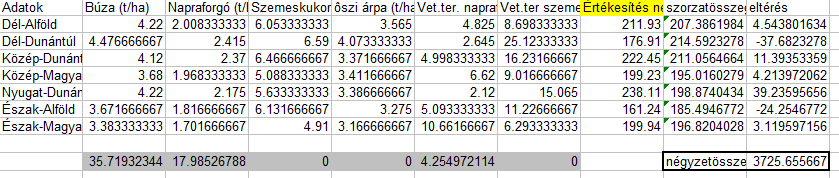 Adatok Búza (t/ha) Napraforgó (t/l Szemeskukor őszi árpa (t/ha Vet.ter. napra Vet.ter szeme Értékesítés ne szorzatössze eltérés
Dél-Alföld 4.22 2.008333333 6.053333333 3.565 4.825 8.698333333 211.93 207.3861984 4.543801634
Dél-Dunántúl 4.476666667 2.415 6.59 4.073333333 2.645 25.12333333 176.91 214.5923278 -37.6823278
Közép-Dunánt 4.12 2.37 6.466666667 3.371666667 4.998333333 16.23166667 222.45 211.0564664 11.39353359
Közép-Magya 3.68 1.968333333 5.088333333 3.411666667 6.62 9.016666667 199.23 195.0160279 4.213972062
Nyugat-Dunán 4.22 2.175 5.633333333 3.386666667 2.12 15.065 238.11 198.8740434 39.23595656
Észak-Alföld 3.671666667 1.816666667 6.131666667 3.275 5.093333333 11.22666667 161.24 185.4946772 -24.2546772
Észak-Magya 3.383333333 1.701666667 4.91 3.166666667 10.66166667 6.293333333 199.94 196.8204028 3.119597156
35.71932344 17.98526788 0 0 4.254972114 0 négyzetössze 3725.655667